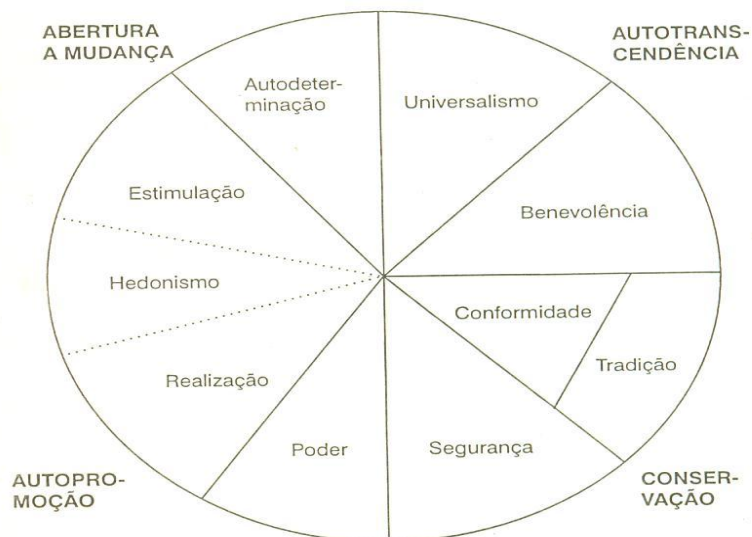 ABERTURA
A MUDANÇA
AUTOTRANS-
CENDÊNCIA
Autodeter-
minação
Universalismo
Estimulação
Benevolência
Hedonismo
Conformidade
Tradição
Realização
Poder
Segurança
AUTOPRO-
MOÇÃO
CONSER-
VAÇÃO